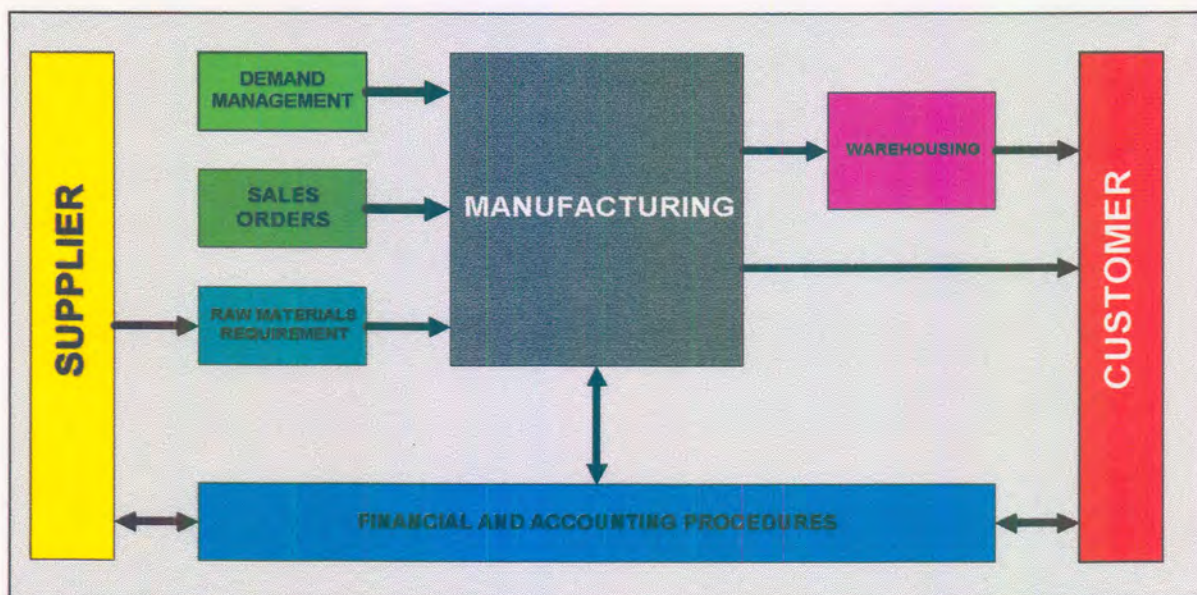 SUPPLIER
DEMAND
MANAGEMENT
SALES
ORDERS
RAW MATERIALS
REQUIREMENT
MANUFACTURING
WAREHOUSING
CUSTOMER
FINANCIAL AND ACCOUNTING PROCEDURES